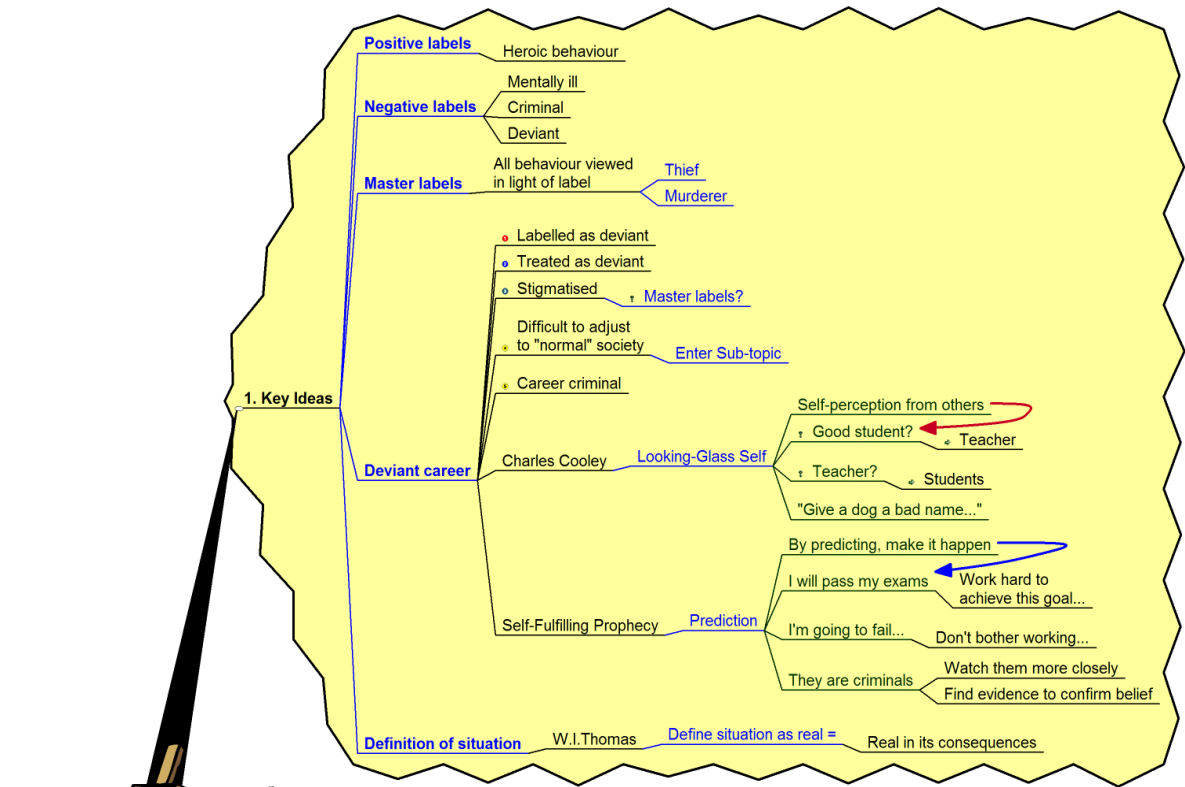 Positive labels
Heroic behaviour
Negative labels
Mentally ill
Criminal
Deviant
Master labels
All behaviour viewed
in light of label
Thief
Murderer
1. Key Ideas
Deviant career
Labelled as deviant
Treated as deviant
Stigmatised
Master labels?
Difficult to adjust
to "normal" society
Enter Sub-topic
Career criminal
Charles Cooley
Looking-Glass Self
Self-perception from others
Good student?
Teacher
Teacher?
Students
"Give a dog a bad name..."
Self-Fulfilling Prophecy
Prediction
By predicting, make it happen
I will pass my exams
Work hard to
achieve this goal...
I'm going to fail...
Don't bother working...
They are criminals
Watch them more closely
Find evidence to confirm belief
Definition of situation
W.I.Thomas
Define situation as real =
Real in its consequences